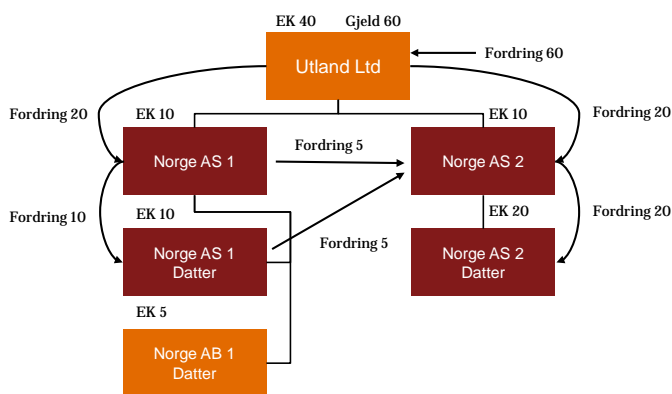 EK 40 Gjeld 60
Utland Ltd
Fordring 60
Fordring 20
EK 10
EK 10
Fordring 20
Norge AS 1
Fordring 5
Norge AS 2
Fordring 10
EK 10
EK 20
Fordring 20
Norge AS 1
Datter
Fordring 5
Norge AS 2
Datter
EK 5
Norge AB 1
Datter